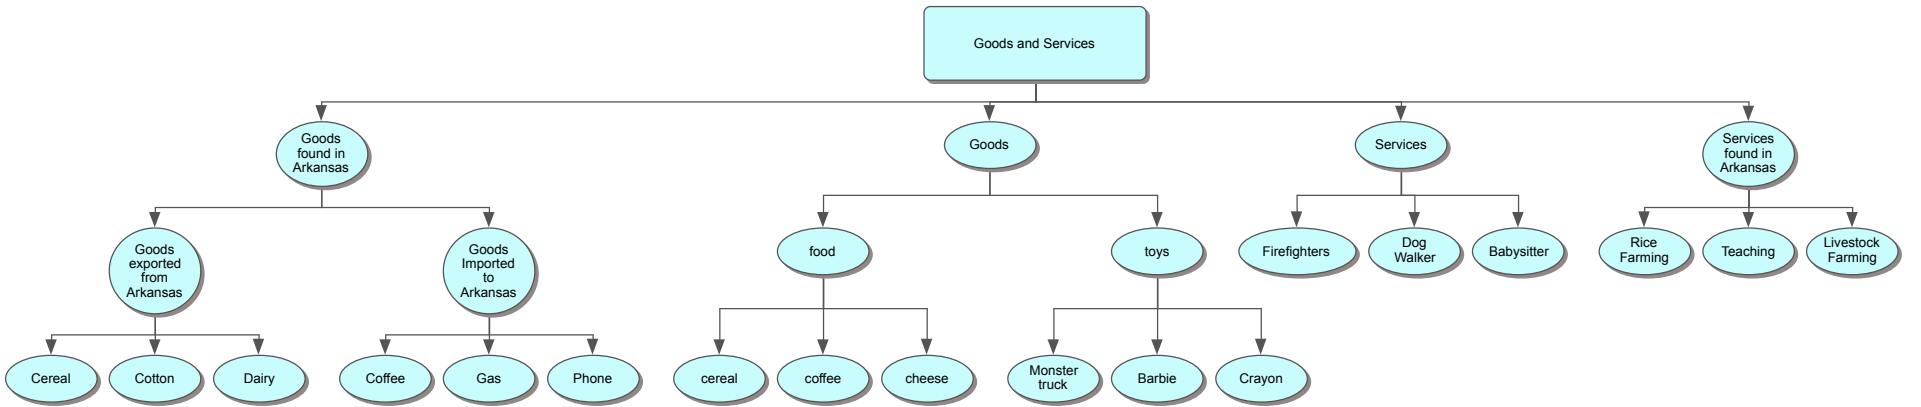 Goods and Services
Goods
found in
Arkansas
Goods
Services
Services
found in
Arkansas
Goods
exported
from
Arkansas
Goods
Imported
to
Arkansas
food
toys
Firefighters
Dog
Walker
Babysitter
Rice
Farming
Teaching
Livestock
Farming
Cereal
Cotton
Dairy
Coffee
Gas
Phone
cereal
coffee
cheese
Monster
truck
Barbie
Crayon